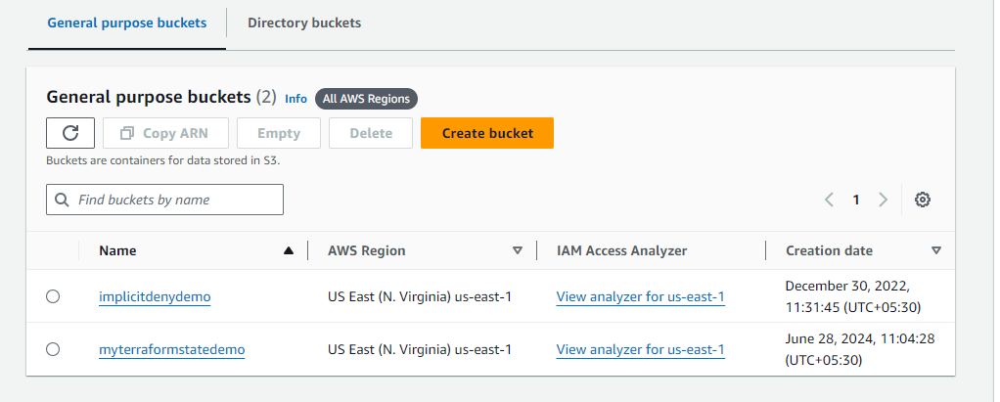 General purpose buckets
Directory buckets
General purpose buckets (2) Info All AWS Regions
Copy ARN Empty Delete Create bucket
Buckets are containers for data stored in S3.
Find buckets by name
1
Name AWS Region IAM Access Analyzer Creation date
implicitdenydemo US East (N. Virginia) us-east-1 View analyzer for us-east-1 December 30, 2022,
11:31:45 (UTC+05:30)
myterraformstatedemo US East (N. Virginia) us-east-1 View analyzer for us-east-1 June 28, 2024, 11:04:28
(UTC+05:30)